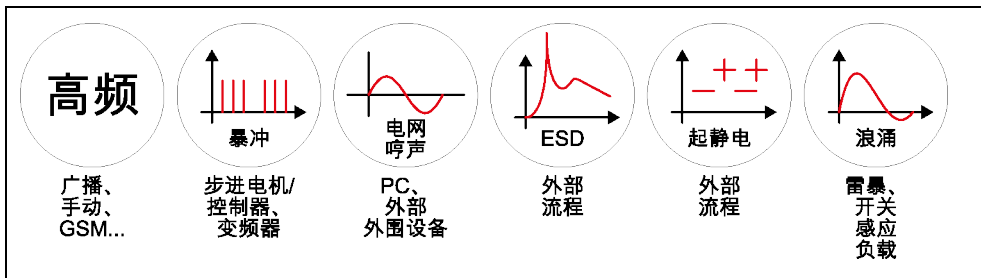 高频
广播、
手动、
GSM...
暴冲
步进电机/
控制器、
变频器
电网
哼声
PC、
外部
外围设备
ESD
外部
流程
起静电
外部
流程
浪涌
雷暴、
开关
感应
负载